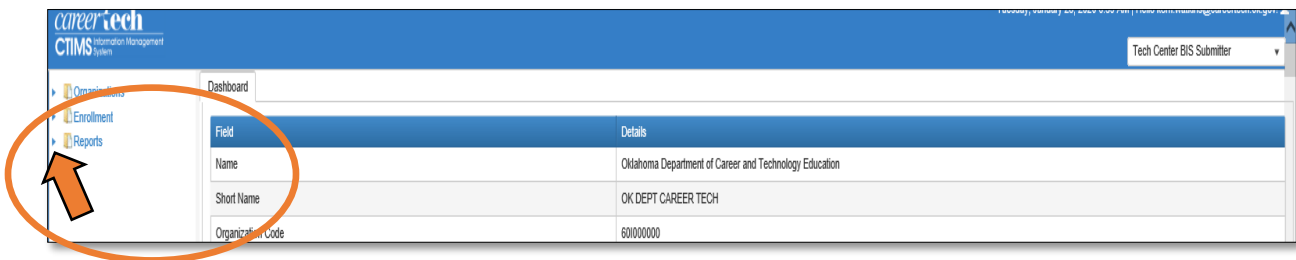 careertech
CTIMS Information Management System
Tech Center BIS Submitter
Organizations
Enrollment
Reports
Dashboard
Field Details
Name Oklahoma Department of Career and Technology Education
Short Name OK DEPT CAREER TECH
Organization Code 60I000000